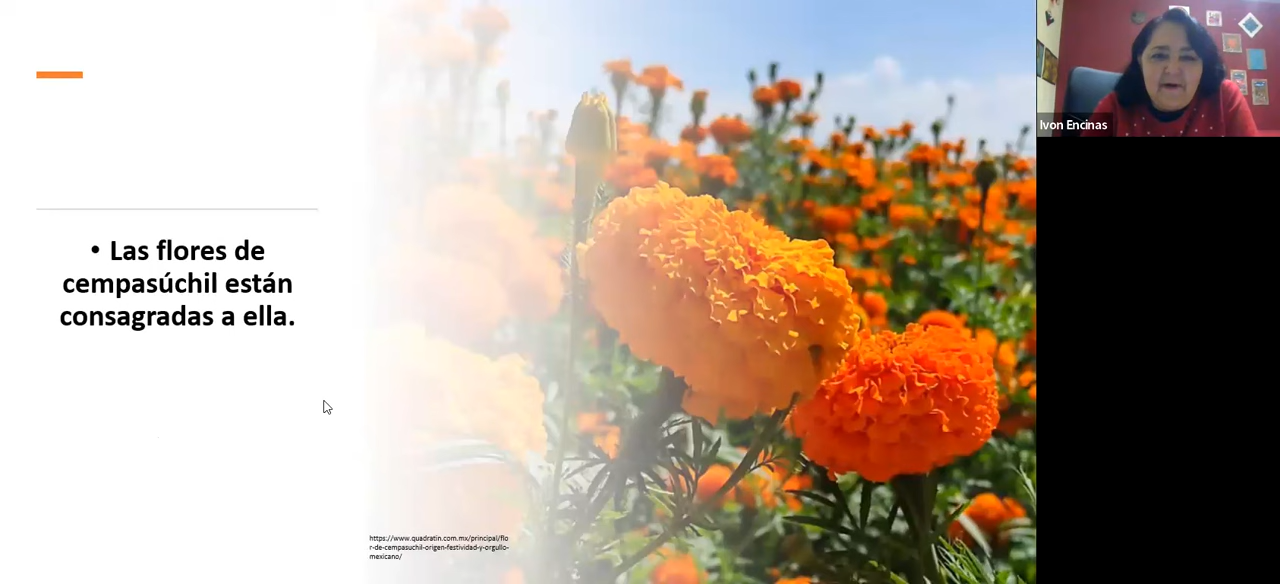 • Las flores de
cempasúchil están
consagradas a ella.
https://www.quadratin.com.mx/principal/flo
r-de-cempasuchil-origen-festividad-y-orgullo-
mexicano/
Ivon Encinas